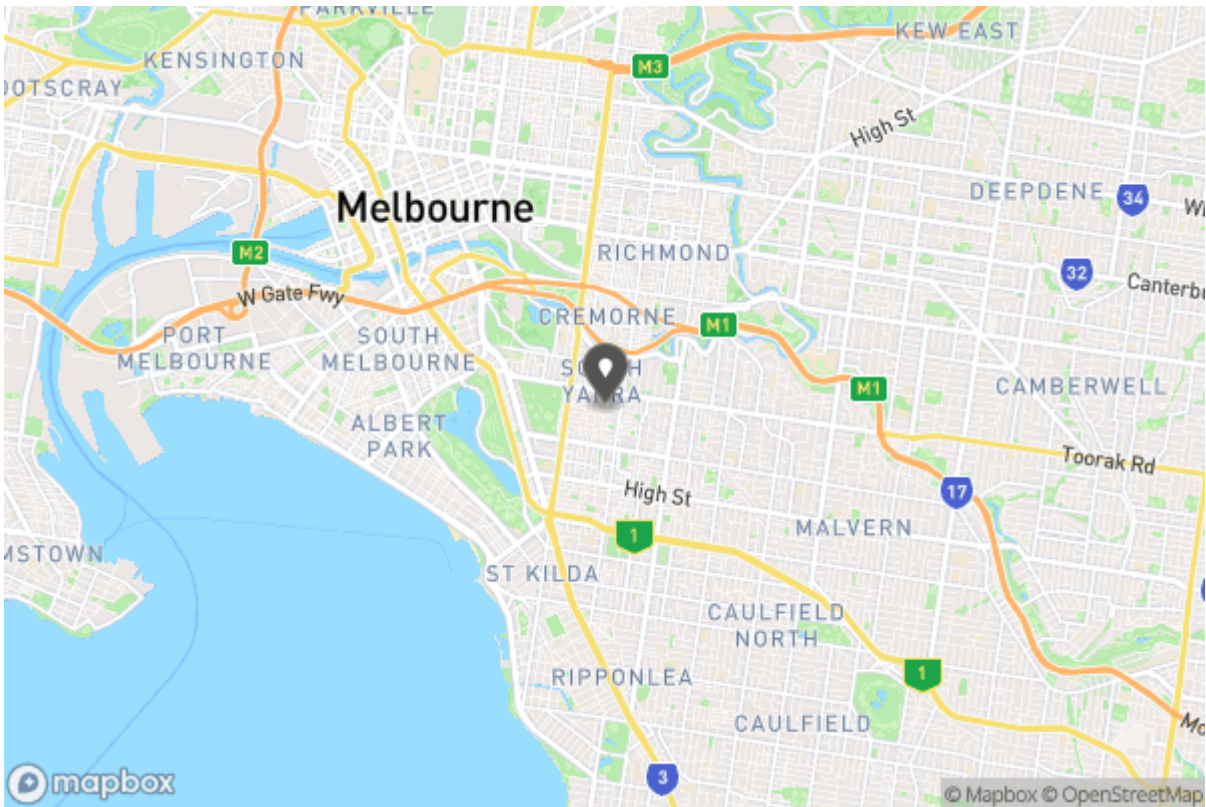 PARKVILLE
KEW EAST
KENSINGTON
M3
OOTSCRAY
High St
DEEPDENE
34
Melbourne
RICHMOND
M2
32
Canterbu
W Gate Fwy
CREMORNE
M1
PORT
MELBOURNE
SOUTH
MELBOURNE
SOUTH
YARRA
M1
CAMBERWELL
ALBERT
PARK
Toorak Rd
High St
17
1
MALVERN
MSTOWN
ST KILDA
CAULFIELD
NORTH
RIPPONLEA
1
CAULFIELD
3
mapbox
© Mapbox © OpenStreetMap